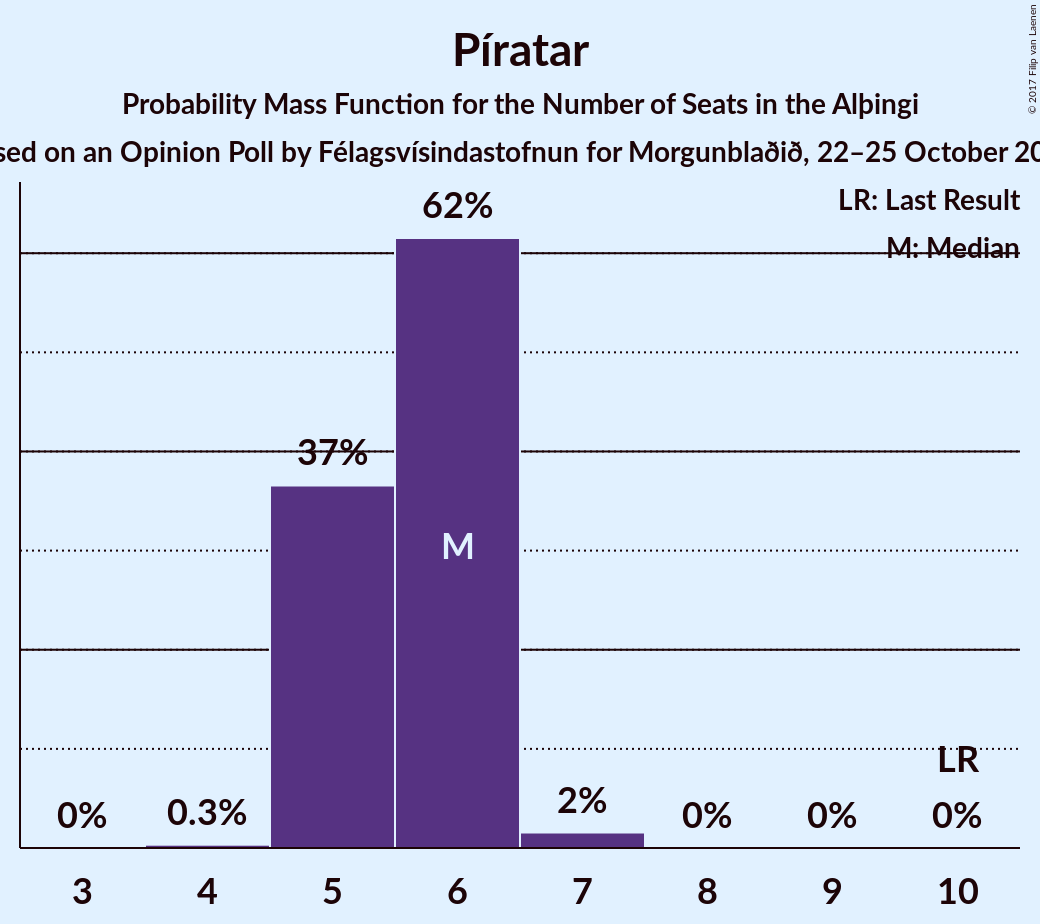 Píratar
Probability Mass Function for the Number of Seats in the Alþingi
on an Opinion Poll by Félagsvísindastofnun for Morgunblaðið, 22–25 October
© 2017 Filip van Laenen
LR: Last Result
M: Median
62%
37%
M
LR
0%
0.3%
2%
0%
0%
0%
3 4 5 6 7 8 9 10